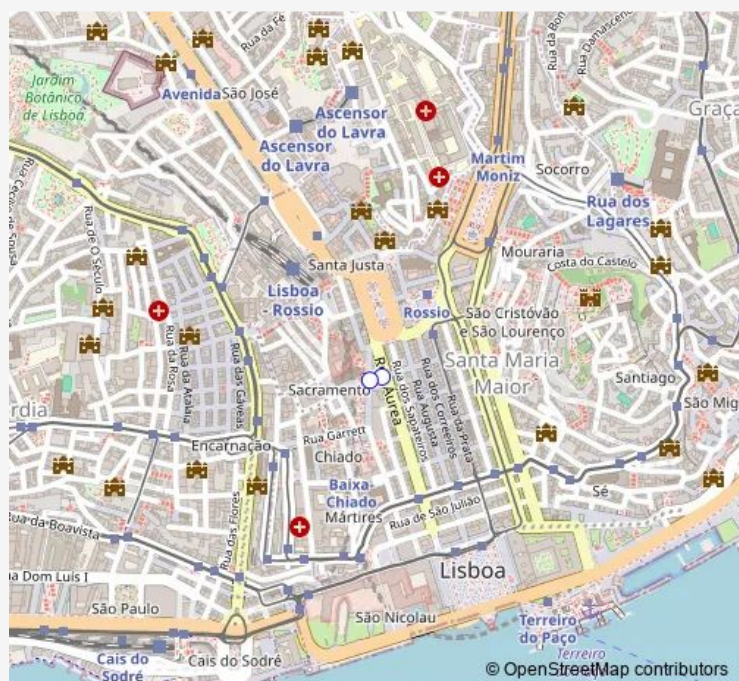 Rua da Fé
Jardim
Botânico
de Lisboa
Avenida
São José
Ascensor
do Lavra
Ascensor
do Lavra
Martim
Moniz
Socorro
Graça
Rua Damasceno
Rua dos
Lagares
Rua de O Século
Mouraria
Santa Justa
Costa do Castelo
Lisboa
- Rossio
Rossio
São Cristóvão
e São Lourenço
Santa Maria
Maior
Rua da Rosa
Rua da Atalaia
Rua das Gáveas
Sacramento
Rua dos Sapateiros
Rua Augusta
Rua dos Correeiros
Rua da Prata
Santiago
São Mig
Rua Garrett
Encarnação
Chiado
Baixa-
Chiado
Mártires
Rua de São Julião
Sé
Rua da Boavista
Rua das Flores
ua Dom Luís I
Lisboa
São Paulo
São Nicolau
Terreiro
do Paço
Terreiro
Cais do
Sodré
Cais do Sodré
© OpenStreetMap contributors